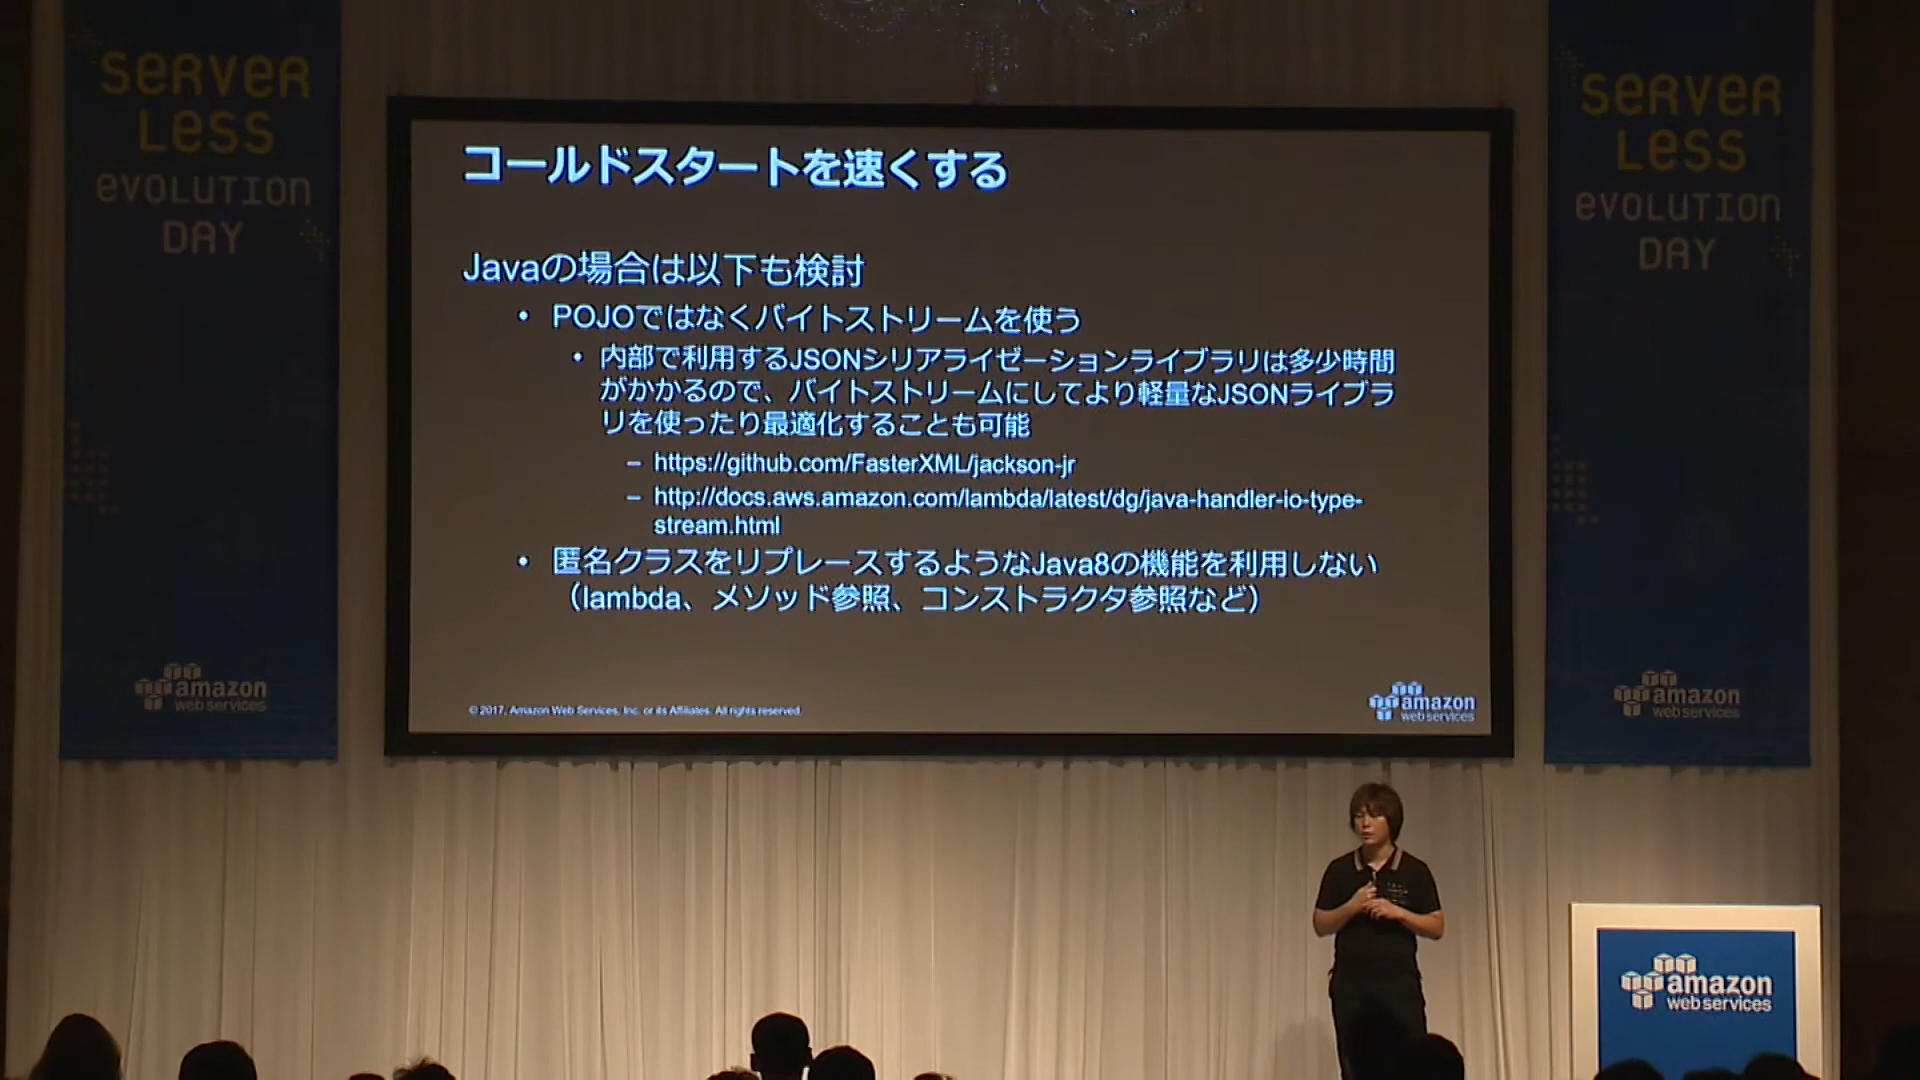 SERVER
LESS
EVOLUTION
DAY
amazon
web services
コールドスタートを速くする
Javaの場合は以下も検討
• POJOではなくバイトストリームを使う
• 内部で利用するJSONシリアライゼーションライブラリは多少時間
がかかるので、バイトストリームにしてより軽量なJSONライブラ
リを使ったり最適化することも可能
– https://github.com/FasterXML/jackson-jr
– http://docs.aws.amazon.com/lambda/latest/dg/java-handler-io-type-
stream.html
• 匿名クラスをリプレースするようなJava8の機能を利用しない
（lambda、メソッド参照、コンストラクタ参照など）
© 2017, Amazon Web Services, Inc. or its Affiliates. All rights reserved.
amazon
web services
SERVER
LESS
EVOLUTION
DAY
amazon
web services
amazon
web services